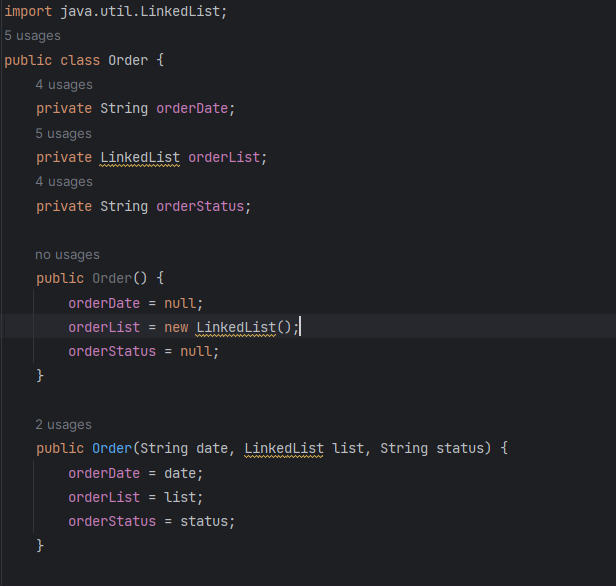 import java.util.LinkedList;
5 usages
public class Order {
4 usages
private String orderDate;
5 usages
private LinkedList orderList;
4 usages
private String orderStatus;
no usages
public Order() {
orderDate = null;
orderList = new LinkedList();
orderStatus = null;
}
2 usages
public Order(String date, LinkedList list, String status) {
orderDate = date;
orderList = list;
orderStatus = status;
}